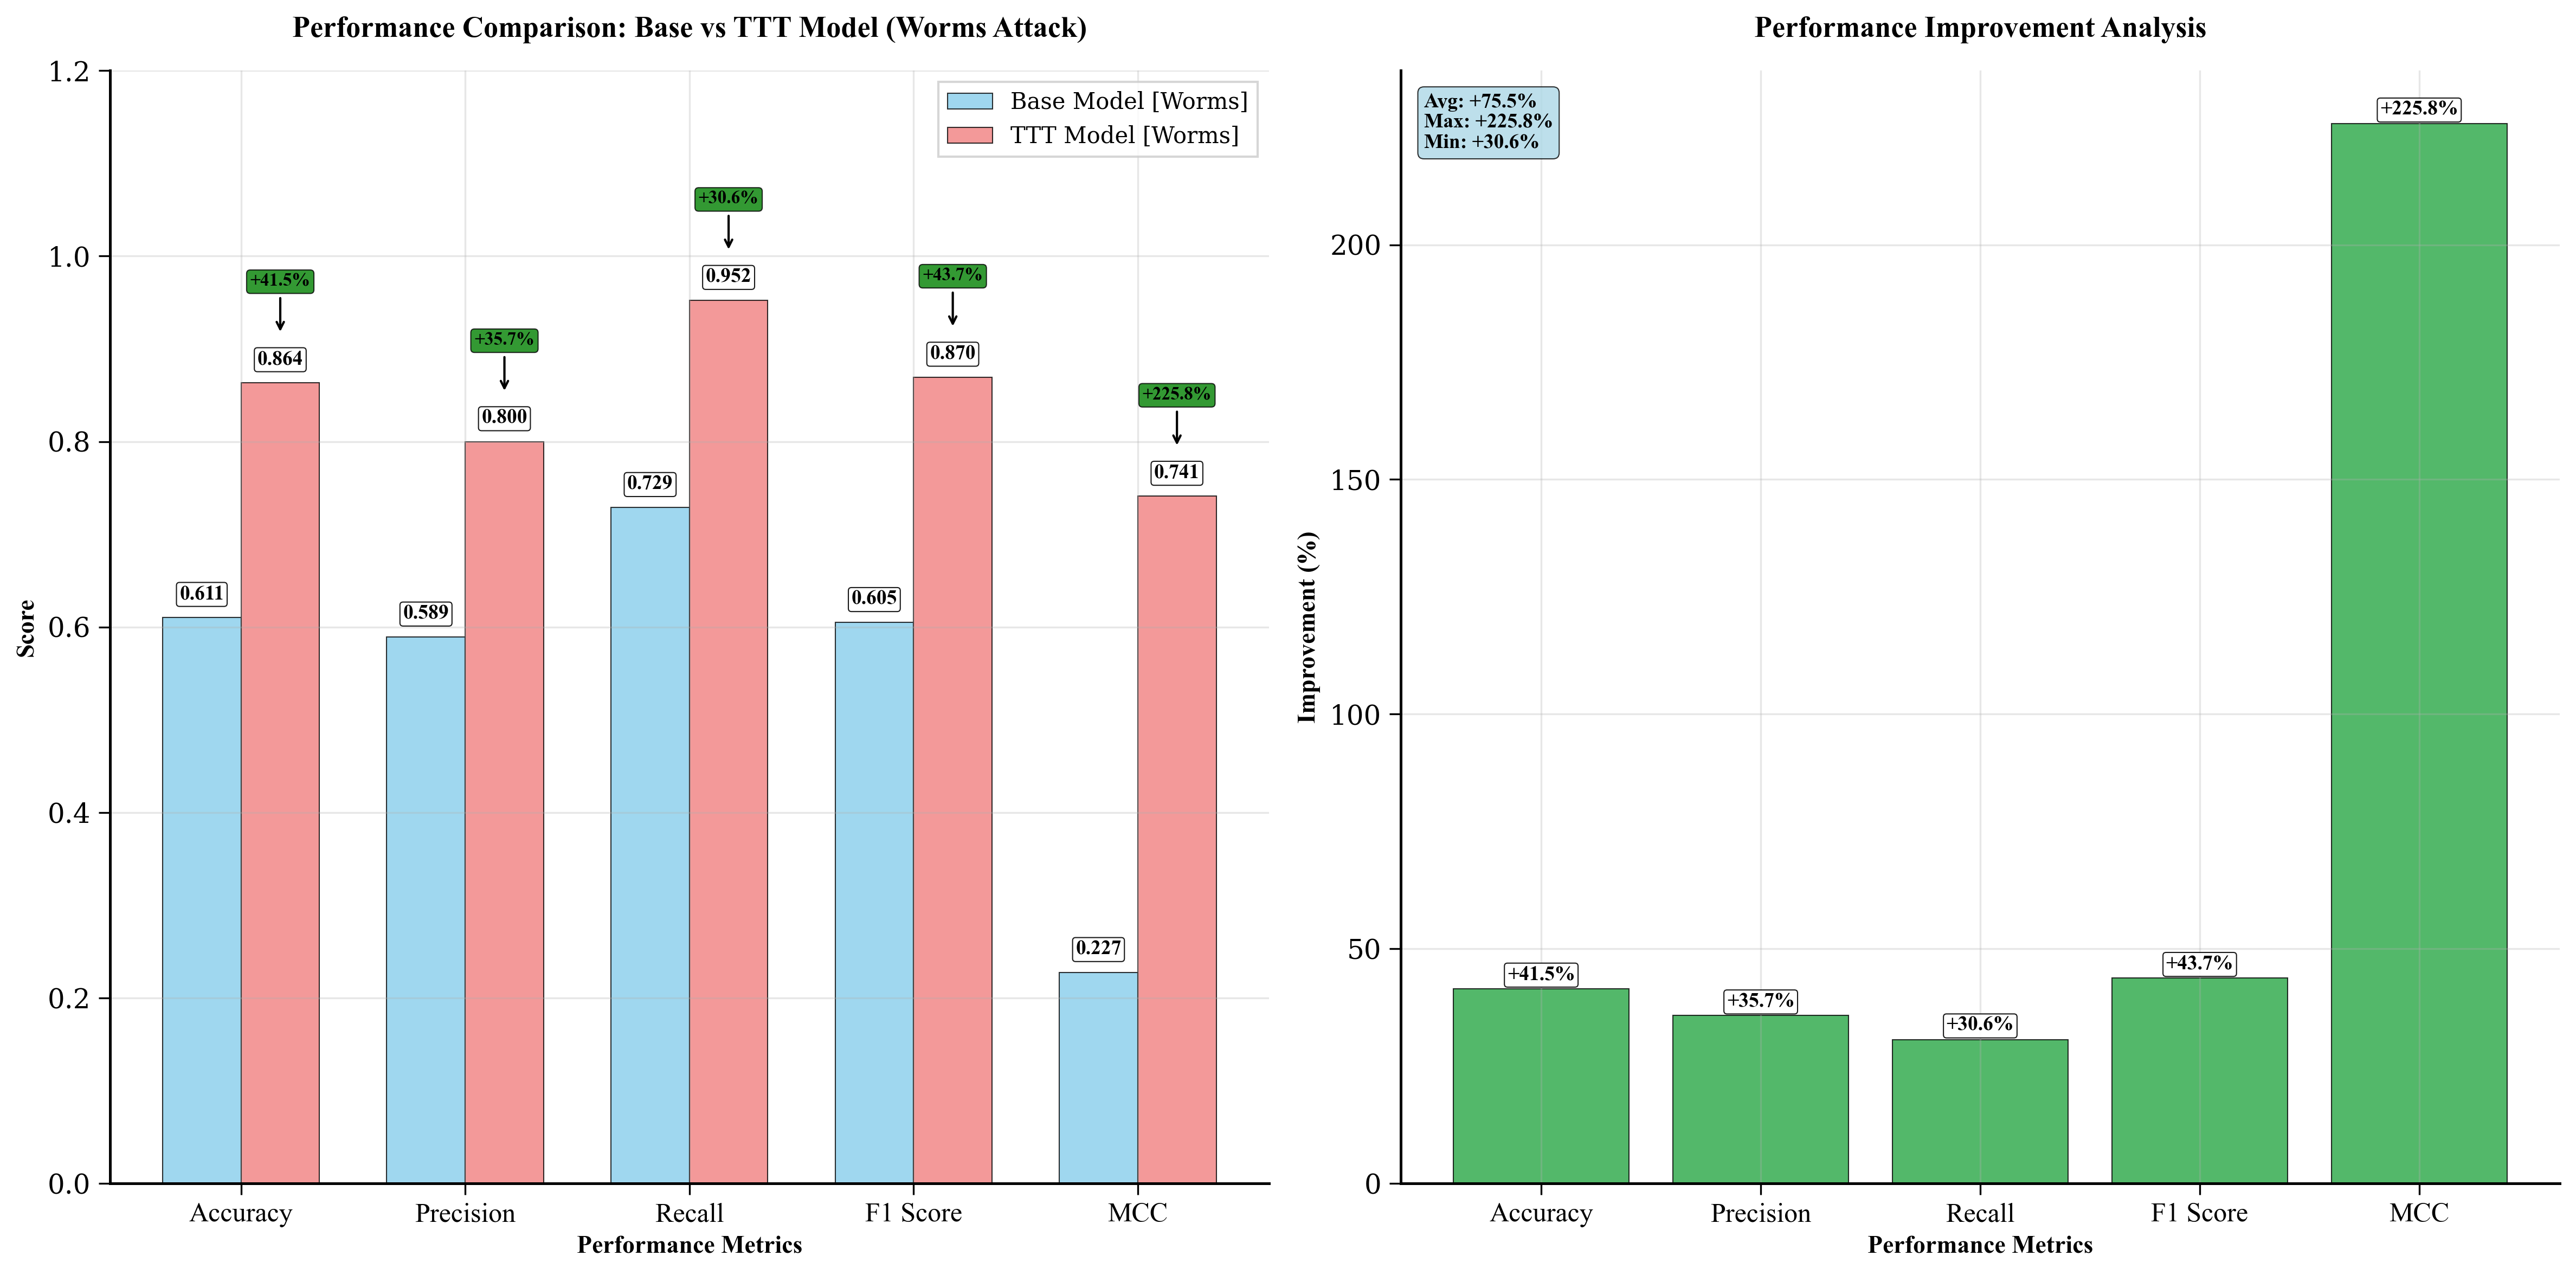 Performance Comparison: Base vs TTT Model (Worms Attack)
1.2
1.0
0.8
0.6
0.4
0.2
0.0
Score
Base Model [Worms]
TTT Model [Worms]
+41.5%
0.864
0.611
+35.7%
0.800
0.589
+30.6%
0.952
0.729
+43.7%
0.870
0.605
+225.8%
0.741
0.227
Accuracy
Precision
Recall
F1 Score
MCC
Performance Metrics
Performance Improvement Analysis
Avg: +75.5%
Max: +225.8%
Min: +30.6%
200
150
100
50
0
Improvement (%)
+41.5%
+35.7%
+30.6%
+43.7%
+225.8%
Accuracy
Precision
Recall
F1 Score
MCC
Performance Metrics